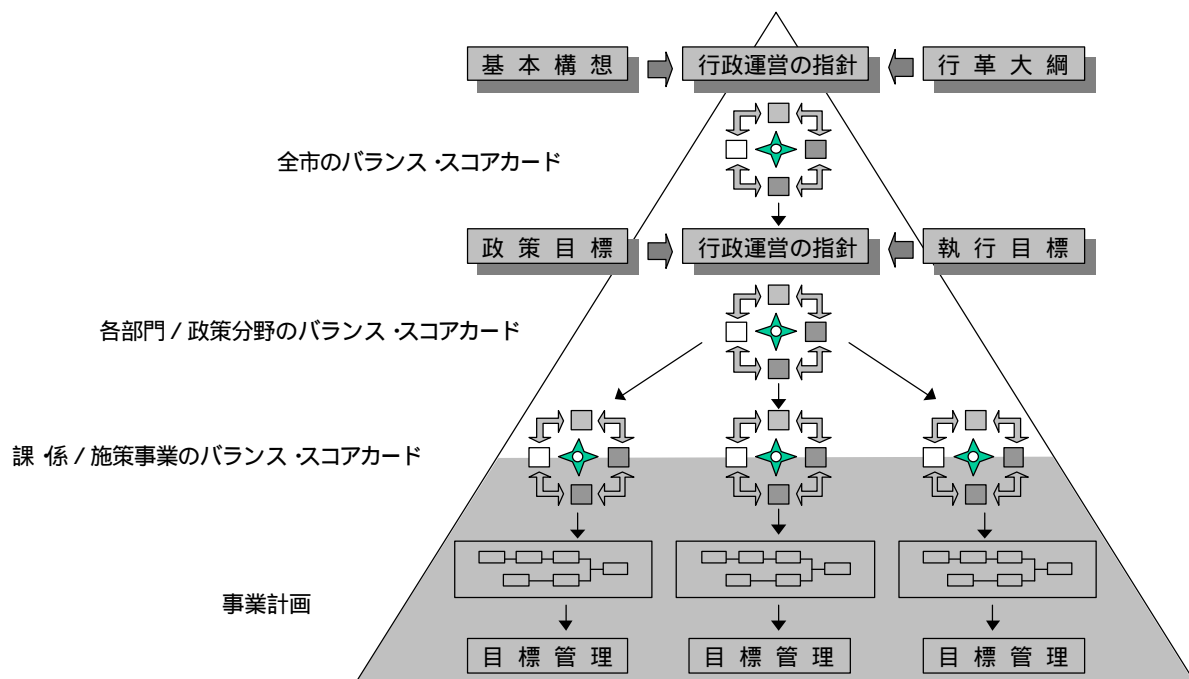 基本構想 行政運営の指針 行革大綱
全市のバランス・スコアカード
政策目標 行政運営の指針 執行目標
各部門/政策分野のバランス・スコアカード
課・係/施策事業のバランス・スコアカード
事業計画
目標管理 目標管理 目標管理